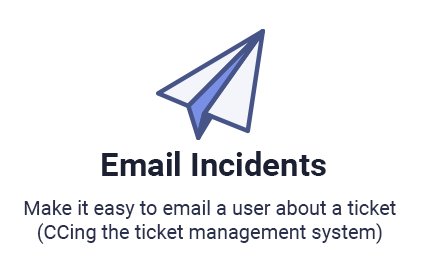 Email Incidents
Make it easy to email a user about a ticket
(CCing the ticket management system)